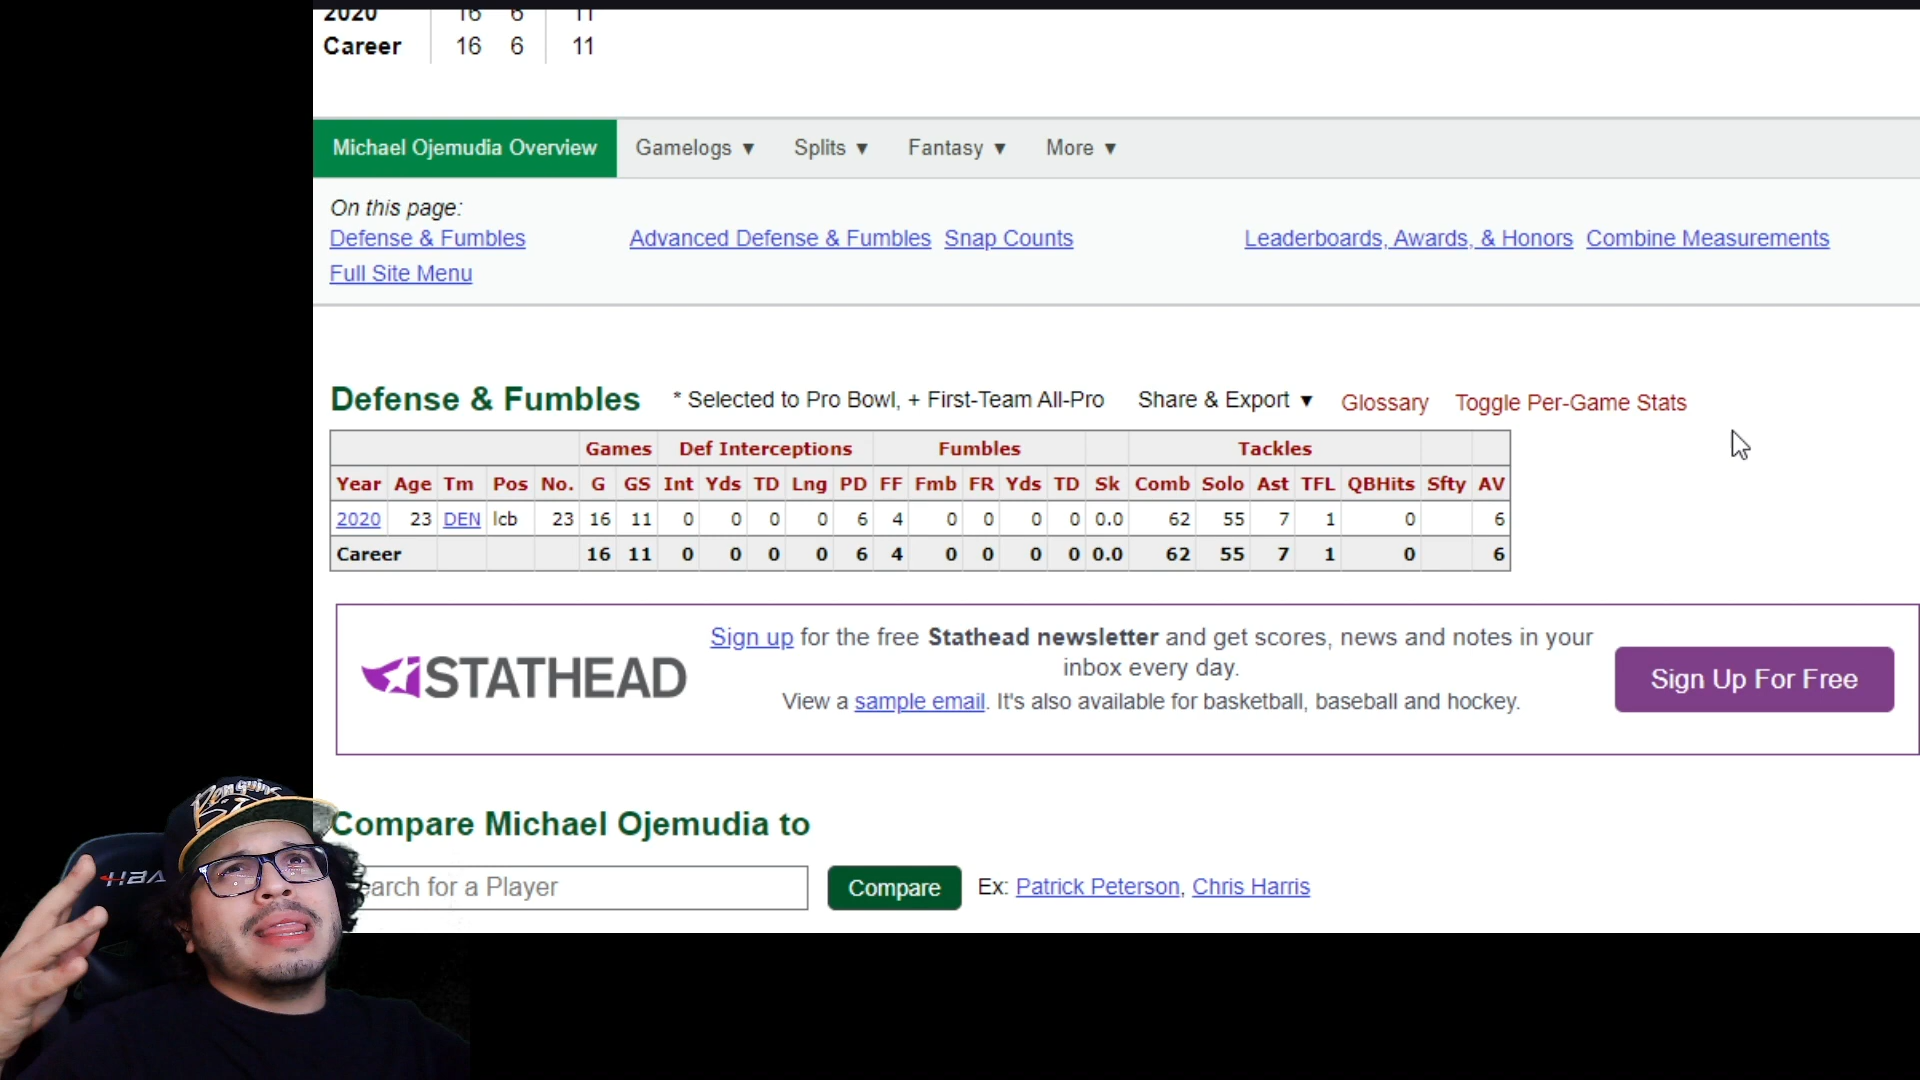 2020 16 6 11
Career 16 6 11
Michael Ojemudia Overview Gamelogs ▼ Splits ▼ Fantasy ▼ More ▼
On this page:
Defense & Fumbles Advanced Defense & Fumbles Snap Counts Leaderboards, Awards, & Honors Combine Measurements
Full Site Menu
Defense & Fumbles * Selected to Pro Bowl, + First-Team All-Pro Share & Export ▼ Glossary Toggle Per-Game Stats
Games Def Interceptions Fumbles Tackles
Year Age Tm Pos No. G GS Int Yds TD Lng PD FF Fmb FR Yds TD Sk Comb Solo Ast TFL QBHits Sfty AV
2020 23 DEN lcb 23 16 11 0 0 0 0 6 4 0 0 0 0 0.0 62 55 7 1 0 6
Career 16 11 0 0 0 0 6 4 0 0 0 0 0.0 62 55 7 1 0 6
STATHEAD
Sign up for the free Stathead newsletter and get scores, news and notes in your
inbox every day.
View a sample email. It's also available for basketball, baseball and hockey.
Sign Up For Free
Compare Michael Ojemudia to
earch for a Player Compare Ex: Patrick Peterson, Chris Harris
Penguins